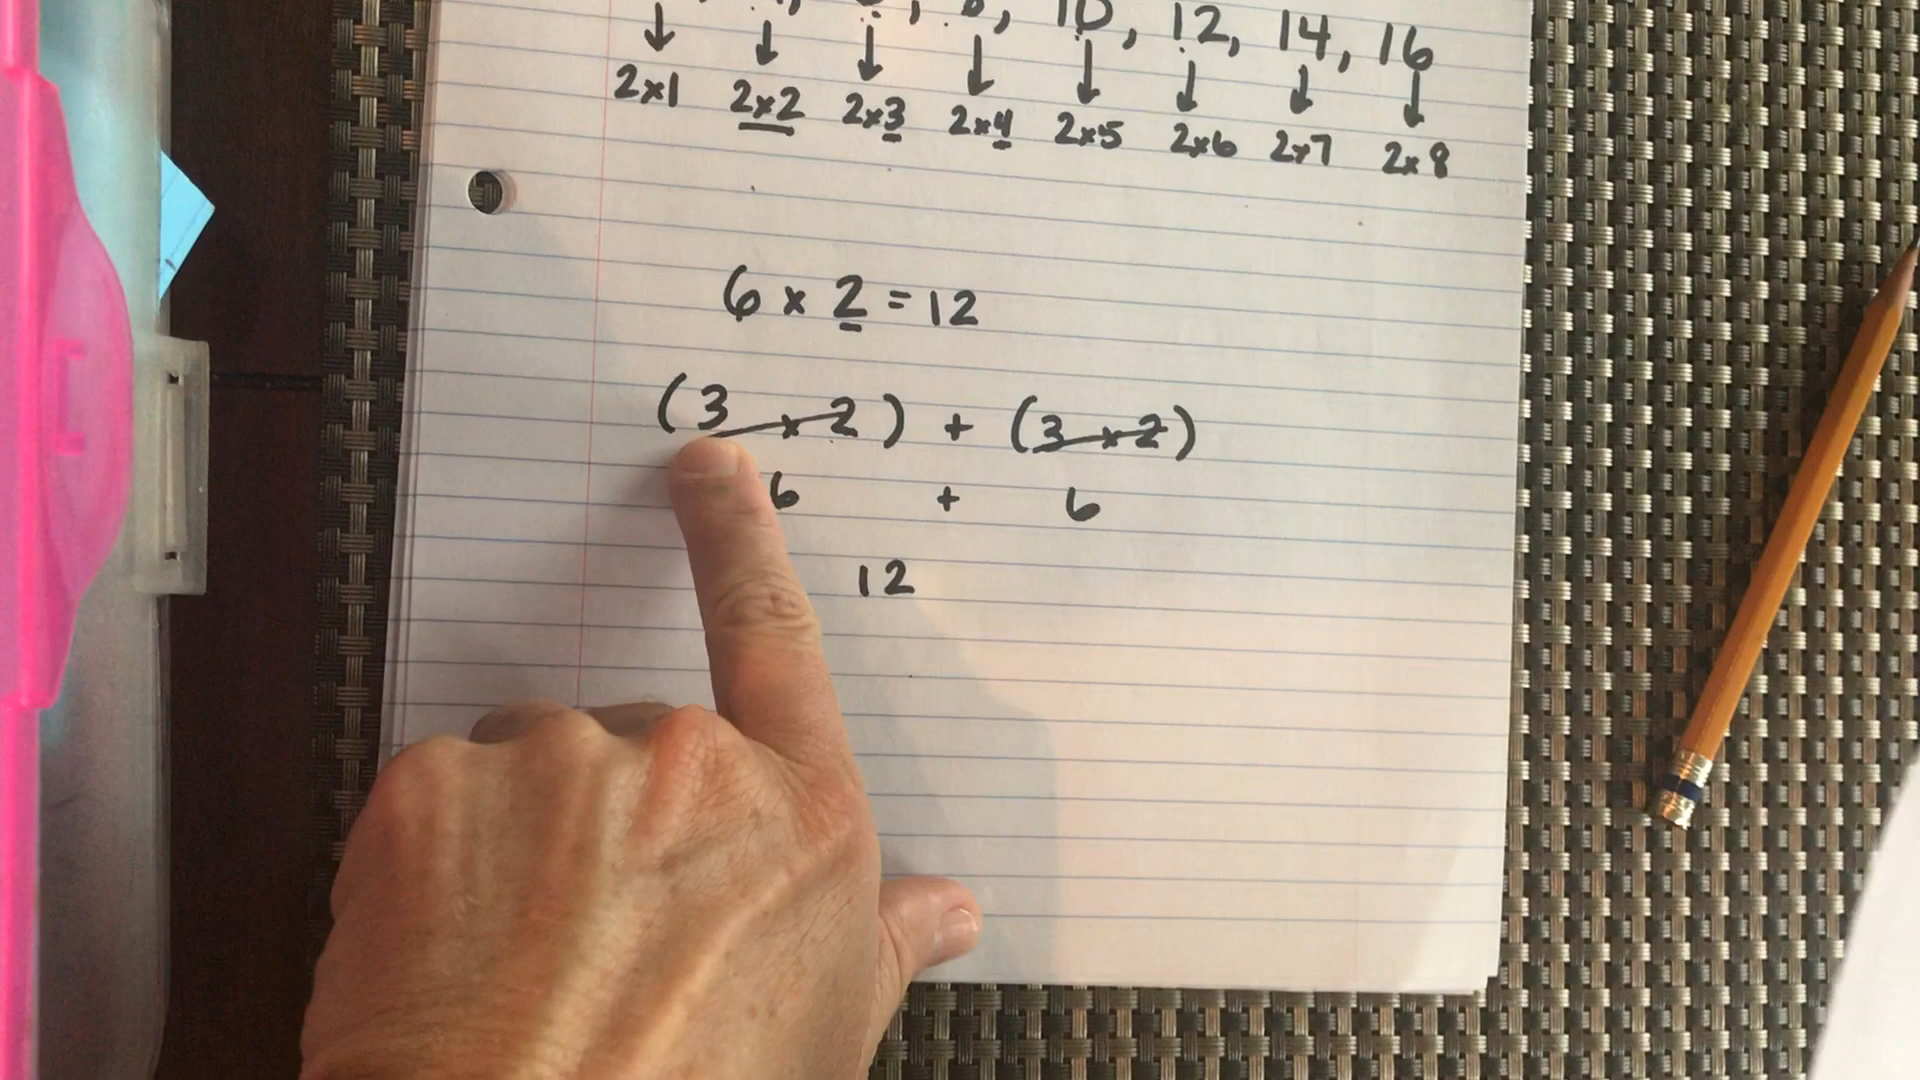 10, 12, 14, 16
2x1 2x2 2x3 2x4 2x5 2x6 2x7 2x8
6 x 2 = 12
(3 x 2) + (3 x 2)
6 + 6
12